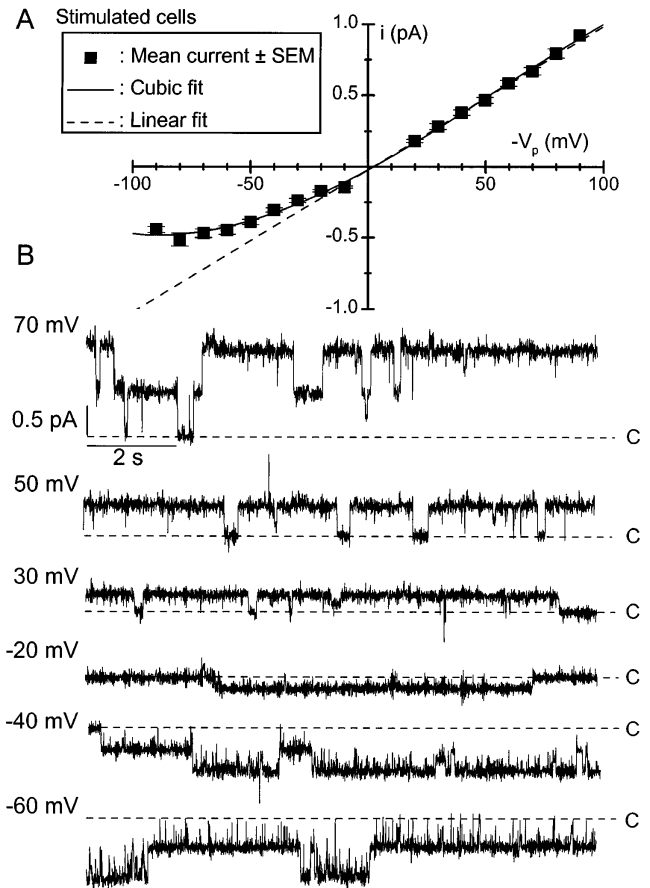 A Stimulated cells
: Mean current ± SEM
: Cubic fit
: Linear fit
i (pA)
1.0
0.5
-Vp (mV)
-100 -50 50 100
-0.5
-1.0
B
70 mV
0.5 pA
C
2 s
50 mV
C
30 mV
C
-20 mV
C
-40 mV
C
-60 mV
C